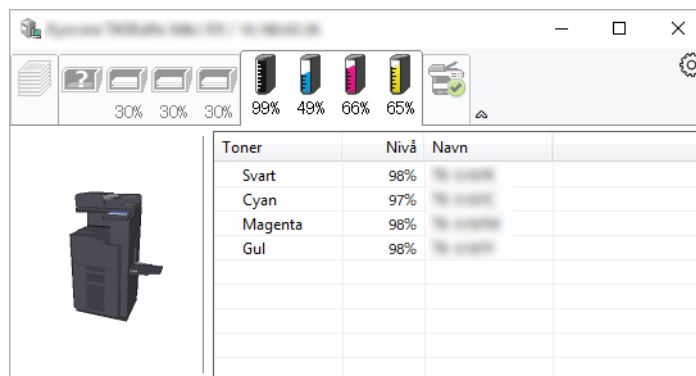 30% 30% 30% 99% 49% 66% 65%
Toner Nivå Navn
Svart 98%
Cyan 97%
Magenta 98%
Gul 98%